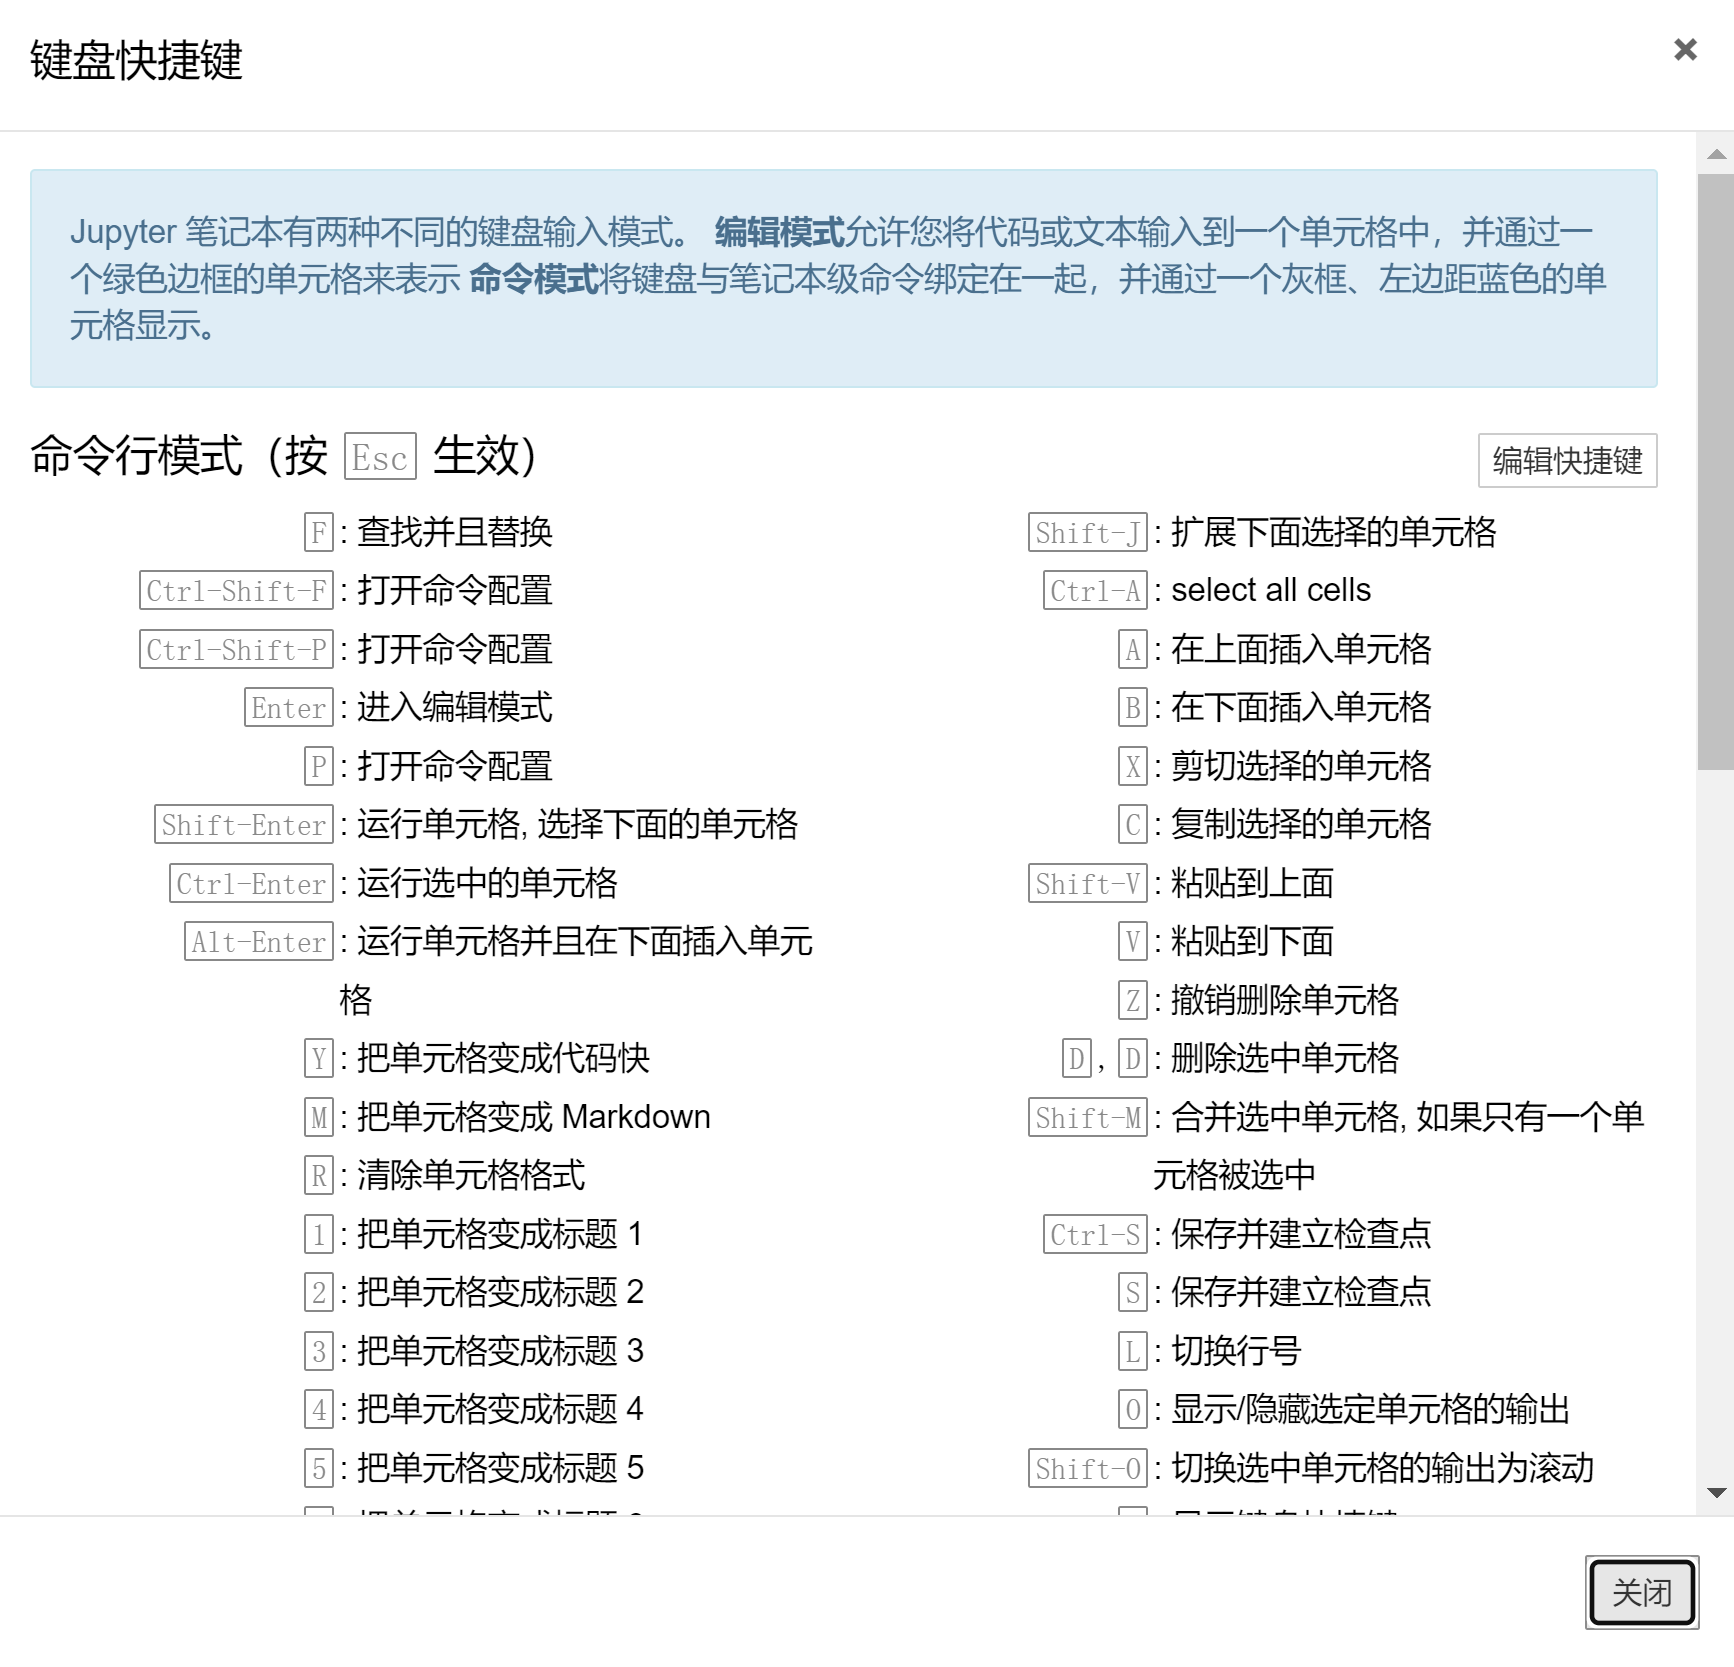 键盘快捷键
×
Jupyter 笔记本有两种不同的键盘输入模式。 编辑模式允许您将代码或文本输入到一个单元格中，并通过一
个绿色边框的单元格来表示 命令模式将键盘与笔记本级命令绑定在一起，并通过一个灰框、左边距蓝色的单
元格显示。
命令行模式（按 Esc 生效）
编辑快捷键
F : 查找并且替换
Ctrl-Shift-F : 打开命令配置
Ctrl-Shift-P : 打开命令配置
Enter : 进入编辑模式
P : 打开命令配置
Shift-Enter : 运行单元格, 选择下面的单元格
Ctrl-Enter : 运行选中的单元格
Alt-Enter : 运行单元格并且在下面插入单元
格
Y : 把单元格变成代码快
M : 把单元格变成 Markdown
R : 清除单元格格式
1 : 把单元格变成标题 1
2 : 把单元格变成标题 2
3 : 把单元格变成标题 3
4 : 把单元格变成标题 4
5 : 把单元格变成标题 5
Shift-J : 扩展下面选择的单元格
Ctrl-A : select all cells
A : 在上面插入单元格
B : 在下面插入单元格
X : 剪切选择的单元格
C : 复制选择的单元格
Shift-V : 粘贴到上面
V : 粘贴到下面
Z : 撤销删除单元格
D , D : 删除选中单元格
Shift-M : 合并选中单元格, 如果只有一个单
元格被选中
Ctrl-S : 保存并建立检查点
S : 保存并建立检查点
L : 切换行号
O : 显示/隐藏选定单元格的输出
Shift-O : 切换选中单元格的输出为滚动
关闭